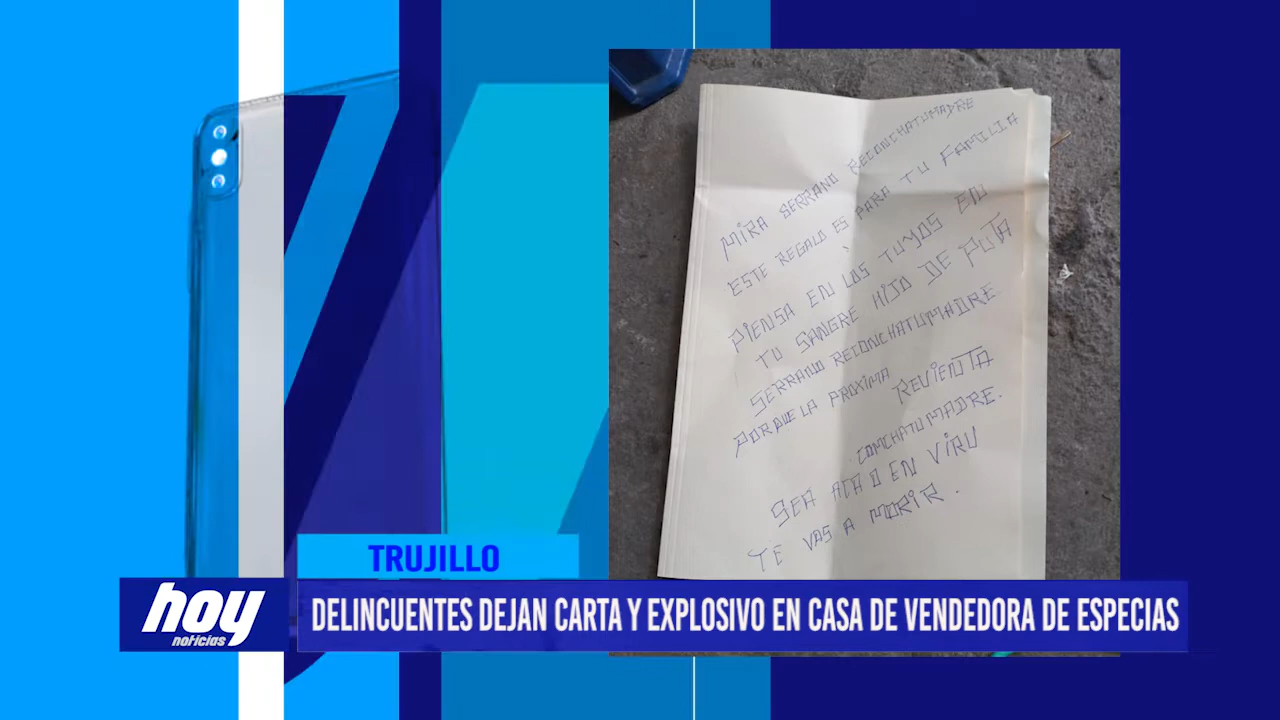 MIRA SERRANO RECONCHATUMADRE
ESTE REGALO ES PARA TU FAMILIA
PIENSA EN LOS TUYOS EN
TU SANGRE HIJO DE PUTA
SERRANO RECONCHATUMADRE
PORQUE LA PROXIMA REVIENTA
CONCHATUMADRE.
SEA ACA O EN VIRU
TE VAS A MORIR.
TRUJILLO
hoy
noticias
DELINCUENTES DEJAN CARTA Y EXPLOSIVO EN CASA DE VENDEDORA DE ESPECIAS